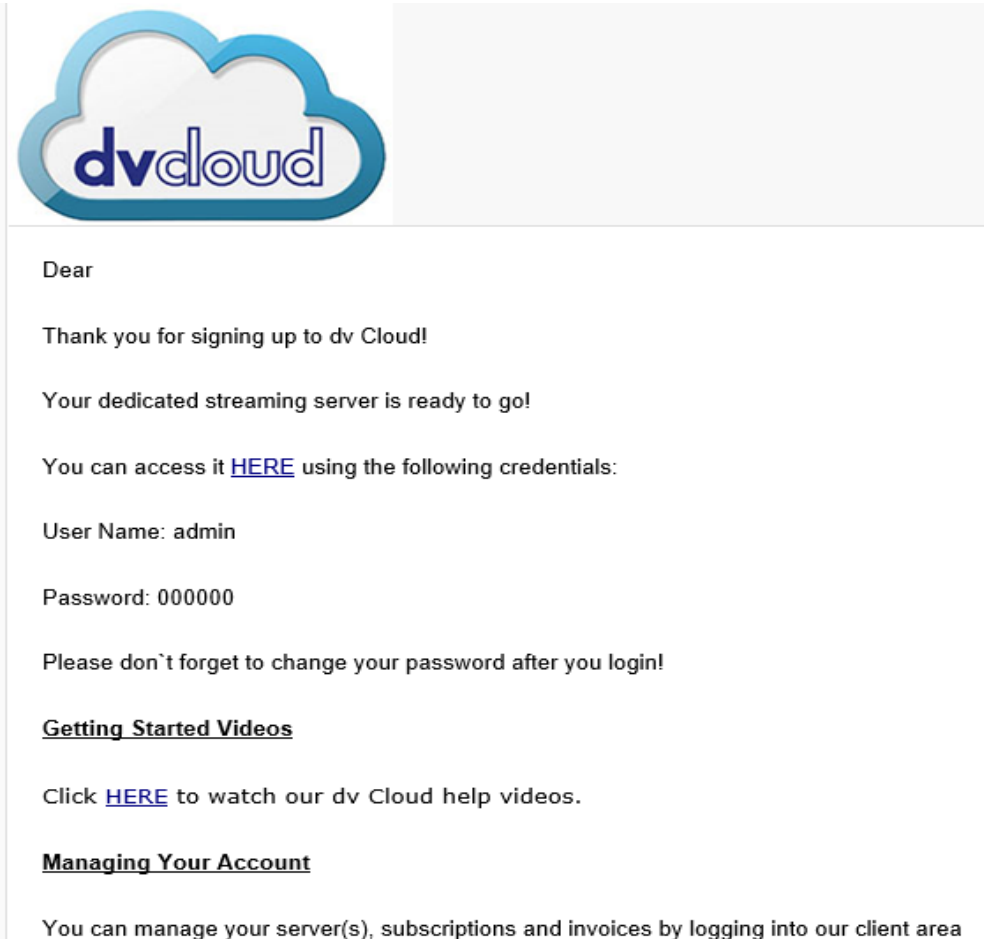 dvcloud
Dear
Thank you for signing up to dv Cloud!
Your dedicated streaming server is ready to go!
You can access it HERE using the following credentials:
User Name: admin
Password: 000000
Please don`t forget to change your password after you login!
Getting Started Videos
Click HERE to watch our dv Cloud help videos.
Managing Your Account
You can manage your server(s), subscriptions and invoices by logging into our client area